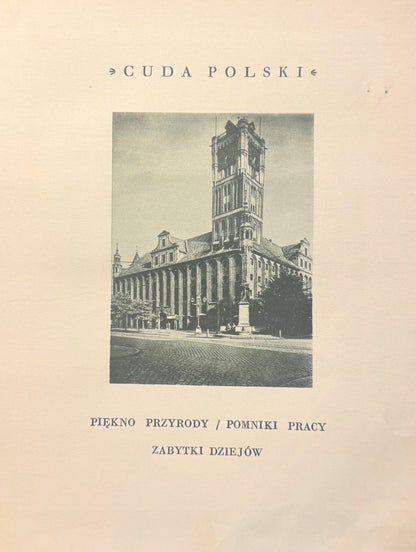 CUDA POLSKI
PIĘKNO PRZYRODY / POMNIKI PRACY
ZABYTKI DZIEJÓW